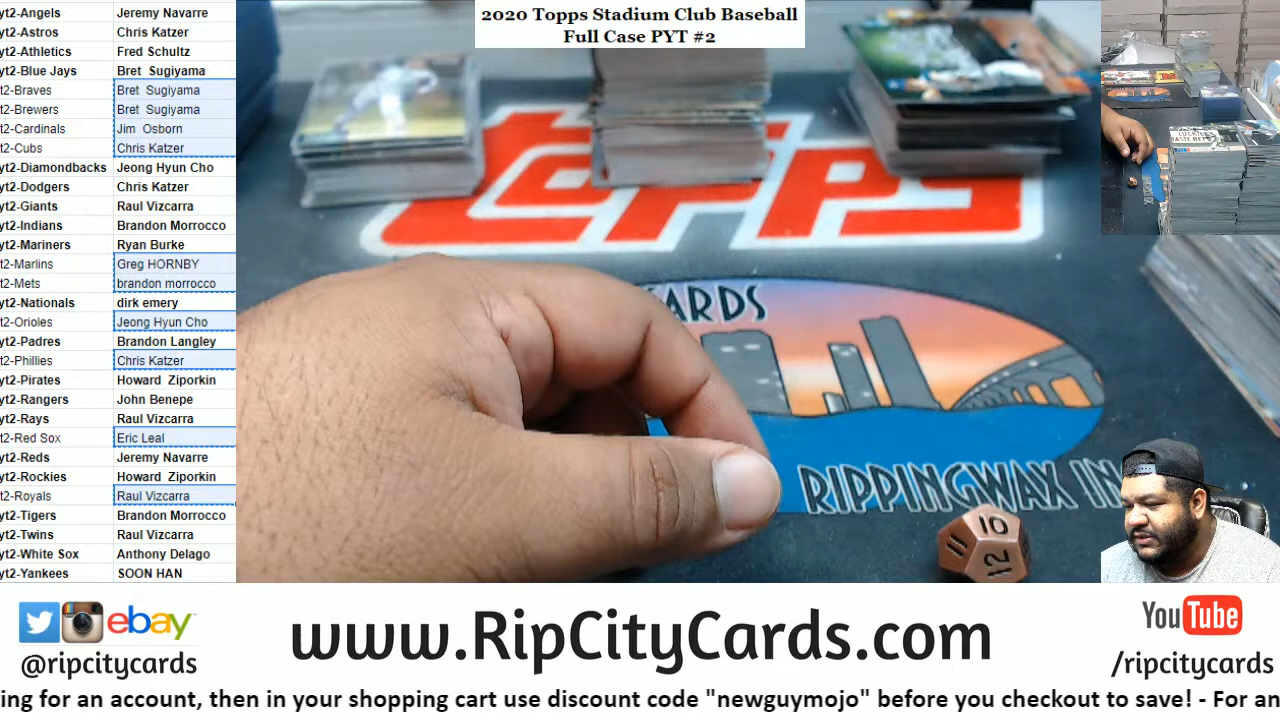 2020 Topps Stadium Club Baseball
Full Case PYT #2
yt2-Angels Jeremy Navarre
yt2-Astros Chris Katzer
yt2-Athletics Fred Schultz
yt2-Blue Jays Bret Sugiyama
t2-Braves Bret Sugiyama
t2-Brewers Bret Sugiyama
t2-Cardinals Jim Osborn
t2-Cubs Chris Katzer
yt2-Diamondbacks Jeong Hyun Cho
yt2-Dodgers Chris Katzer
yt2-Giants Raul Vizcarra
yt2-Indians Brandon Morrocco
yt2-Mariners Ryan Burke
t2-Marlins Greg HORNBY
t2-Mets brandon morrocco
yt2-Nationals dirk emery
t2-Orioles Jeong Hyun Cho
yt2-Padres Brandon Langley
t2-Phillies Chris Katzer
yt2-Pirates Howard Ziporkin
yt2-Rangers John Benepe
yt2-Rays Raul Vizcarra
t2-Red Sox Eric Leal
yt2-Reds Jeremy Navarre
yt2-Rockies Howard Ziporkin
t2-Royals Raul Vizcarra
yt2-Tigers Brandon Morrocco
yt2-Twins Raul Vizcarra
yt2-White Sox Anthony Delago
yt2-Yankees SOON HAN
topps
CARDS
RIPPINGWAX IN
10
11
12
ebay
@ripcitycards
www.RipCityCards.com
YouTube
/ripcitycards
ing for an account, then in your shopping cart use discount code "newguymojo" before you checkout to save! - For an